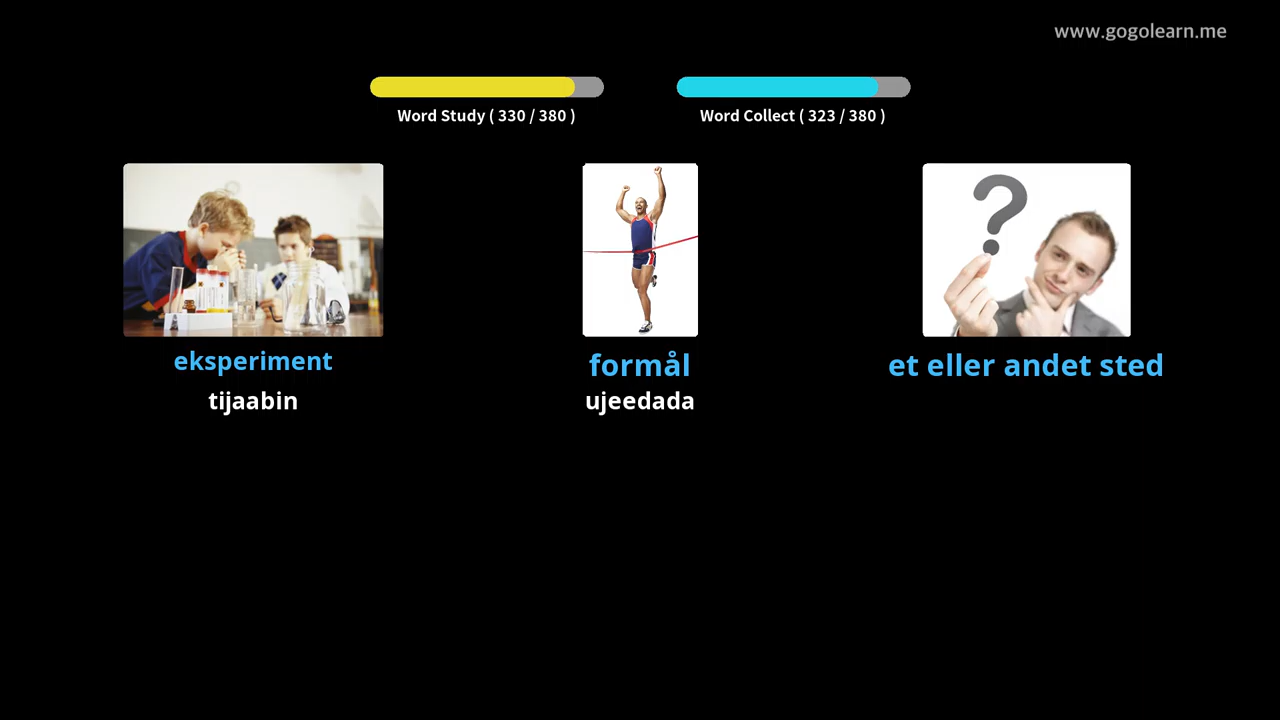 www.gogolearn.me
Word Study ( 330 / 380 )
Word Collect ( 323 / 380 )
eksperiment
tijaabin
formål
ujeedada
et eller andet sted